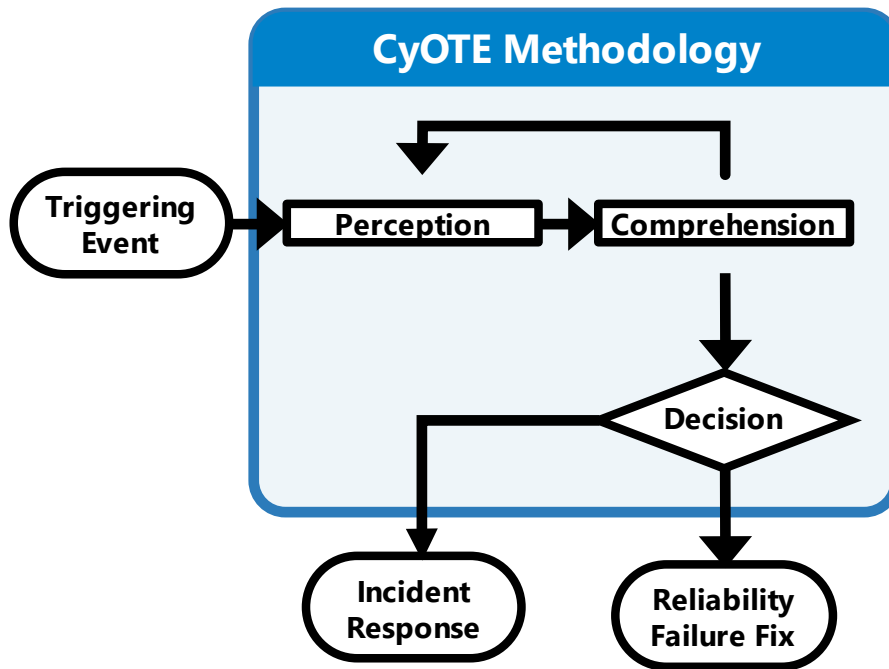 CyOTE Methodology
Triggering
Event
Perception
Comprehension
Decision
Incident
Response
Reliability
Failure Fix